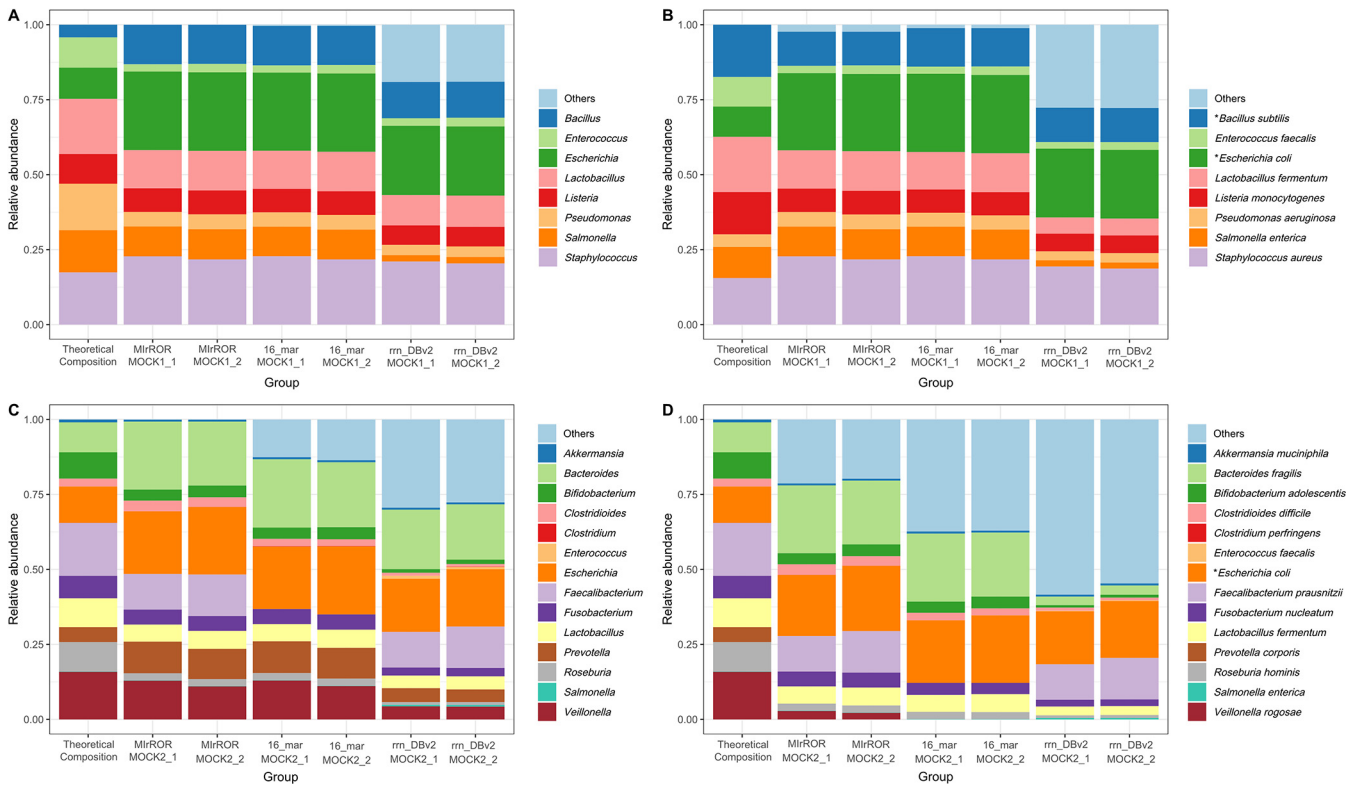 A
Relative abundance
1.00
0.75
0.50
0.25
0.00
Theoretical
Composition
MIrROR
MOCK1_1
MIrROR
MOCK1_2
16_mar
MOCK1_1
16_mar
MOCK1_2
rrn_DBv2
MOCK1_1
rrn_DBv2
MOCK1_2
Group
Others
Bacillus
Enterococcus
Escherichia
Lactobacillus
Listeria
Pseudomonas
Salmonella
Staphylococcus
B
Relative abundance
1.00
0.75
0.50
0.25
0.00
Theoretical
Composition
MIrROR
MOCK1_1
MIrROR
MOCK1_2
16_mar
MOCK1_1
16_mar
MOCK1_2
rrn_DBv2
MOCK1_1
rrn_DBv2
MOCK1_2
Group
Others
*Bacillus subtilis
Enterococcus faecalis
*Escherichia coli
Lactobacillus fermentum
Listeria monocytogenes
Pseudomonas aeruginosa
Salmonella enterica
Staphylococcus aureus
C
Relative abundance
1.00
0.75
0.50
0.25
0.00
Theoretical
Composition
MIrROR
MOCK2_1
MIrROR
MOCK2_2
16_mar
MOCK2_1
16_mar
MOCK2_2
rrn_DBv2
MOCK2_1
rrn_DBv2
MOCK2_2
Group
Others
Akkermansia
Bacteroides
Bifidobacterium
Clostridioides
Clostridium
Enterococcus
Escherichia
Faecalibacterium
Fusobacterium
Lactobacillus
Prevotella
Roseburia
Salmonella
Veillonella
D
Relative abundance
1.00
0.75
0.50
0.25
0.00
Theoretical
Composition
MIrROR
MOCK2_1
MIrROR
MOCK2_2
16_mar
MOCK2_1
16_mar
MOCK2_2
rrn_DBv2
MOCK2_1
rrn_DBv2
MOCK2_2
Group
Others
Akkermansia muciniphila
Bacteroides fragilis
Bifidobacterium adolescentis
Clostridioides difficile
Clostridium perfringens
Enterococcus faecalis
*Escherichia coli
Faecalibacterium prausnitzii
Fusobacterium nucleatum
Lactobacillus fermentum
Prevotella corporis
Roseburia hominis
Salmonella enterica
Veillonella rogosae